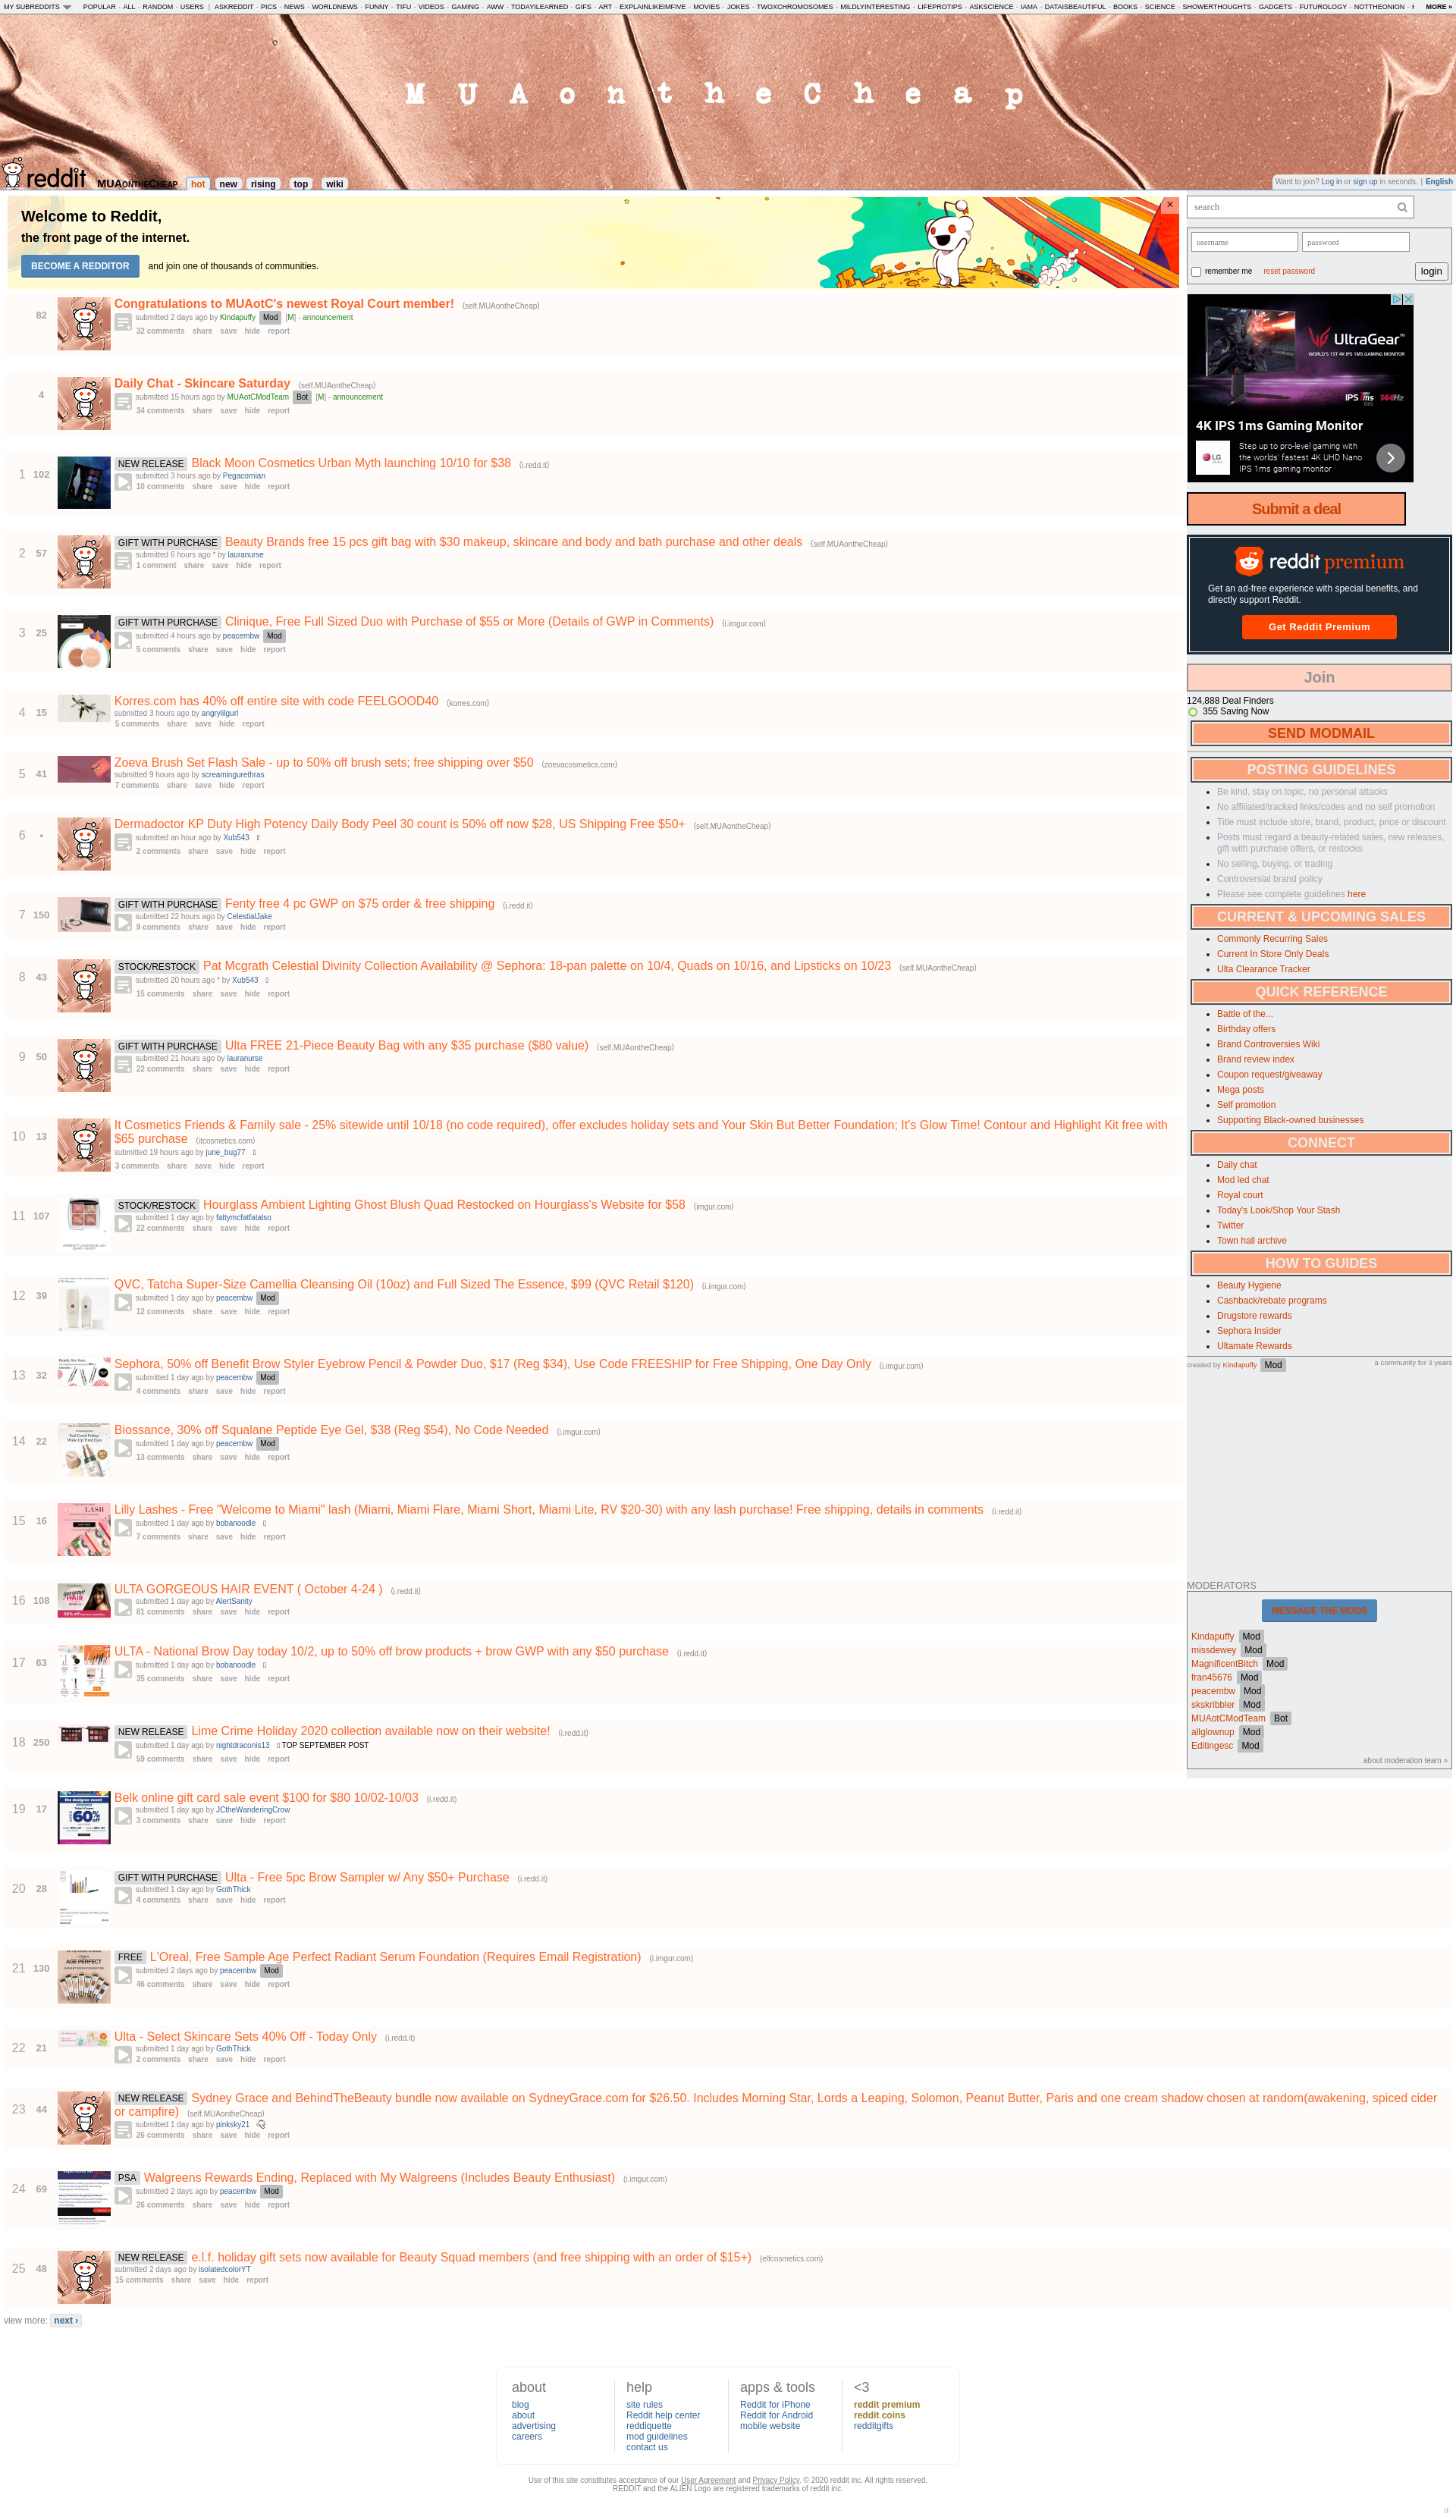 MY SUBREDDITS POPULAR - ALL - RANDOM - USERS | ASKREDDIT - PICS - NEWS - WORLDNEWS - FUNNY - TIFU - VIDEOS - GAMING - AWW - TODAYILEARNED - GIFS - ART - EXPLAINLIKEIMFIVE - MOVIES - JOKES - TWOXCHROMOSOMES - MILDLYINTERESTING - LIFEPROTIPS - ASKSCIENCE - IAMA - DATAISBEAUTIFUL - BOOKS - SCIENCE - SHOWERTHOUGHTS - GADGETS - FUTUROLOGY - NOTTHEONION - MORE »
MUAontheCheap
reddit MUAONTHECHEAP hot new rising top wiki
Want to join? Log in or sign up in seconds. | English
Welcome to Reddit,
the front page of the internet.
BECOME A REDDITOR and join one of thousands of communities.
×
82
Congratulations to MUAotC's newest Royal Court member! (self.MUAontheCheap)
submitted 2 days ago by Kindapuffy Mod [M] - announcement
32 comments share save hide report
4
Daily Chat - Skincare Saturday (self.MUAontheCheap)
submitted 15 hours ago by MUAotCModTeam Bot [M] - announcement
34 comments share save hide report
1 102
NEW RELEASE Black Moon Cosmetics Urban Myth launching 10/10 for $38 (i.redd.it)
submitted 3 hours ago by Pegacornian
10 comments share save hide report
2 57
GIFT WITH PURCHASE Beauty Brands free 15 pcs gift bag with $30 makeup, skincare and body and bath purchase and other deals (self.MUAontheCheap)
submitted 6 hours ago * by lauranurse
1 comment share save hide report
3 25
GIFT WITH PURCHASE Clinique, Free Full Sized Duo with Purchase of $55 or More (Details of GWP in Comments) (i.imgur.com)
submitted 4 hours ago by peacembw Mod
5 comments share save hide report
4 15
Korres.com has 40% off entire site with code FEELGOOD40 (korres.com)
submitted 3 hours ago by angrylilgurl
5 comments share save hide report
5 41
Zoeva Brush Set Flash Sale - up to 50% off brush sets; free shipping over $50 (zoevacosmetics.com)
submitted 9 hours ago by screamingurethras
7 comments share save hide report
6 •
Dermadoctor KP Duty High Potency Daily Body Peel 30 count is 50% off now $28, US Shipping Free $50+ (self.MUAontheCheap)
submitted an hour ago by Xub543
2 comments share save hide report
7 150
GIFT WITH PURCHASE Fenty free 4 pc GWP on $75 order & free shipping (i.redd.it)
submitted 22 hours ago by CelestialJake
9 comments share save hide report
8 43
STOCK/RESTOCK Pat Mcgrath Celestial Divinity Collection Availability @ Sephora: 18-pan palette on 10/4, Quads on 10/16, and Lipsticks on 10/23 (self.MUAontheCheap)
submitted 20 hours ago * by Xub543
15 comments share save hide report
9 50
GIFT WITH PURCHASE Ulta FREE 21-Piece Beauty Bag with any $35 purchase ($80 value) (self.MUAontheCheap)
submitted 21 hours ago by lauranurse
22 comments share save hide report
10 13
It Cosmetics Friends & Family sale - 25% sitewide until 10/18 (no code required), offer excludes holiday sets and Your Skin But Better Foundation; It's Glow Time! Contour and Highlight Kit free with
$65 purchase (itcosmetics.com)
submitted 19 hours ago by june_bug77
3 comments share save hide report
11 107
STOCK/RESTOCK Hourglass Ambient Lighting Ghost Blush Quad Restocked on Hourglass's Website for $58 (imgur.com)
submitted 1 day ago by fattymcfatfatalso
22 comments share save hide report
12 39
QVC, Tatcha Super-Size Camellia Cleansing Oil (10oz) and Full Sized The Essence, $99 (QVC Retail $120) (i.imgur.com)
submitted 1 day ago by peacembw Mod
12 comments share save hide report
13 32
Sephora, 50% off Benefit Brow Styler Eyebrow Pencil & Powder Duo, $17 (Reg $34), Use Code FREESHIP for Free Shipping, One Day Only (i.imgur.com)
submitted 1 day ago by peacembw Mod
4 comments share save hide report
14 22
Biossance, 30% off Squalane Peptide Eye Gel, $38 (Reg $54), No Code Needed (i.imgur.com)
submitted 1 day ago by peacembw Mod
13 comments share save hide report
15 16
LASH
Lilly Lashes - Free "Welcome to Miami" lash (Miami, Miami Flare, Miami Short, Miami Lite, RV $20-30) with any lash purchase! Free shipping, details in comments (i.redd.it)
submitted 1 day ago by bobanoodle
7 comments share save hide report
16 108
ULTA GORGEOUS HAIR EVENT ( October 4-24 ) (i.redd.it)
submitted 1 day ago by AlertSanity
81 comments share save hide report
17 63
ULTA - National Brow Day today 10/2, up to 50% off brow products + brow GWP with any $50 purchase (i.redd.it)
submitted 1 day ago by bobanoodle
35 comments share save hide report
18 250
NEW RELEASE Lime Crime Holiday 2020 collection available now on their website! (i.redd.it)
submitted 1 day ago by nightdraconis13 TOP SEPTEMBER POST
59 comments share save hide report
19 17
60%
Belk online gift card sale event $100 for $80 10/02-10/03 (i.redd.it)
submitted 1 day ago by JCtheWanderingCrow
3 comments share save hide report
20 28
GIFT WITH PURCHASE Ulta - Free 5pc Brow Sampler w/ Any $50+ Purchase (i.redd.it)
submitted 1 day ago by GothThick
4 comments share save hide report
21 130
AGE PERFECT
FREE L'Oreal, Free Sample Age Perfect Radiant Serum Foundation (Requires Email Registration) (i.imgur.com)
submitted 2 days ago by peacembw Mod
46 comments share save hide report
22 21
Ulta - Select Skincare Sets 40% Off - Today Only (i.redd.it)
submitted 1 day ago by GothThick
2 comments share save hide report
23 44
NEW RELEASE Sydney Grace and BehindTheBeauty bundle now available on SydneyGrace.com for $26.50. Includes Morning Star, Lords a Leaping, Solomon, Peanut Butter, Paris and one cream shadow chosen at random(awakening, spiced cider
or campfire) (self.MUAontheCheap)
submitted 1 day ago by pinksky21
26 comments share save hide report
24 69
PSA Walgreens Rewards Ending, Replaced with My Walgreens (Includes Beauty Enthusiast) (i.imgur.com)
submitted 2 days ago by peacembw Mod
26 comments share save hide report
25 48
NEW RELEASE e.l.f. holiday gift sets now available for Beauty Squad members (and free shipping with an order of $15+) (elfcosmetics.com)
submitted 2 days ago by isolatedcolorYT
15 comments share save hide report
view more: next ›
search
username password
remember me reset password login
UltraGear™
WORLD'S 1ST 4K IPS 1MS GAMING MONITOR
IPS 1ms 144Hz
4K IPS 1ms Gaming Monitor
LG
Step up to pro-level gaming with
the worlds' fastest 4K UHD Nano
IPS 1ms gaming monitor
Submit a deal
reddit premium
Get an ad-free experience with special benefits, and
directly support Reddit.
Get Reddit Premium
Join
124,888 Deal Finders
355 Saving Now
SEND MODMAIL
POSTING GUIDELINES
Be kind, stay on topic, no personal attacks
No affiliated/tracked links/codes and no self promotion
Title must include store, brand, product, price or discount
Posts must regard a beauty-related sales, new releases,
gift with purchase offers, or restocks
No selling, buying, or trading
Controversial brand policy
Please see complete guidelines here
CURRENT & UPCOMING SALES
Commonly Recurring Sales
Current In Store Only Deals
Ulta Clearance Tracker
QUICK REFERENCE
Battle of the...
Birthday offers
Brand Controversies Wiki
Brand review index
Coupon request/giveaway
Mega posts
Self promotion
Supporting Black-owned businesses
CONNECT
Daily chat
Mod led chat
Royal court
Today's Look/Shop Your Stash
Twitter
Town hall archive
HOW TO GUIDES
Beauty Hygiene
Cashback/rebate programs
Drugstore rewards
Sephora Insider
Ultamate Rewards
created by Kindapuffy Mod a community for 3 years
MODERATORS
MESSAGE THE MODS
Kindapuffy Mod
missdewey Mod
MagnificentBitch Mod
fran45676 Mod
peacembw Mod
skskribbler Mod
MUAotCModTeam Bot
allglownup Mod
Editingesc Mod
about moderation team »
about
blog
about
advertising
careers
help
site rules
Reddit help center
reddiquette
mod guidelines
contact us
apps & tools
Reddit for iPhone
Reddit for Android
mobile website
<3
reddit premium
reddit coins
redditgifts
Use of this site constitutes acceptance of our User Agreement and Privacy Policy. © 2020 reddit inc. All rights reserved.
REDDIT and the ALIEN Logo are registered trademarks of reddit inc.
π